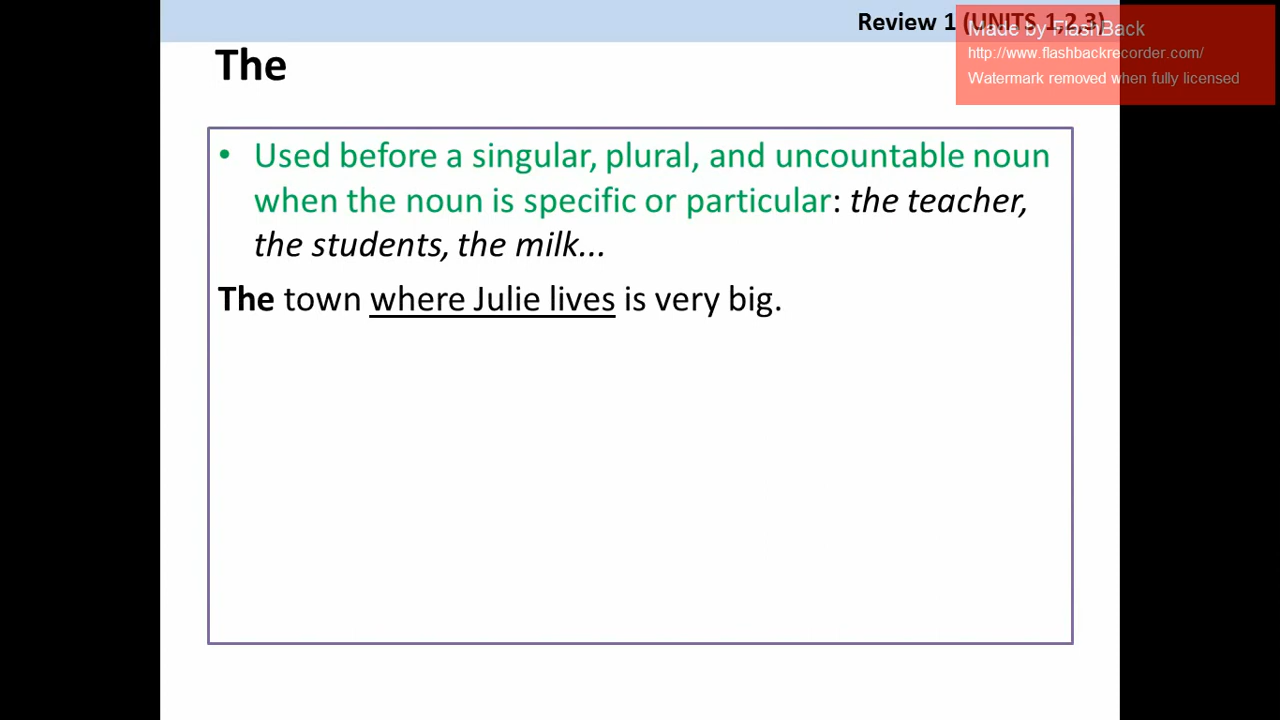 Review 1 (UNITS 1,2,3)
Made by FlashBack
http://www.flashbackrecorder.com/
Watermark removed when fully licensed
The
• Used before a singular, plural, and uncountable noun
when the noun is specific or particular: the teacher,
the students, the milk...
The town where Julie lives is very big.